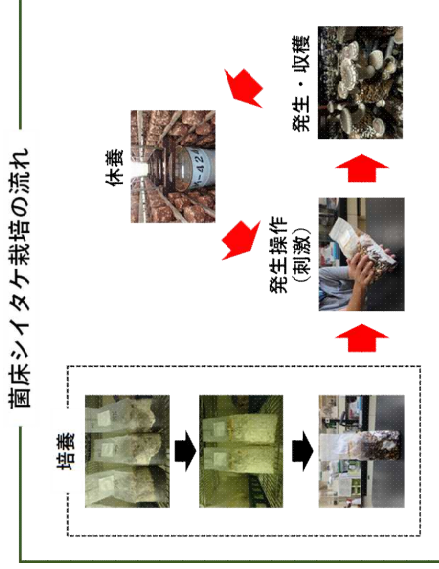 菌床シイタケ栽培の流れ
培養
発生操作
（刺激）
発生・収穫
休養